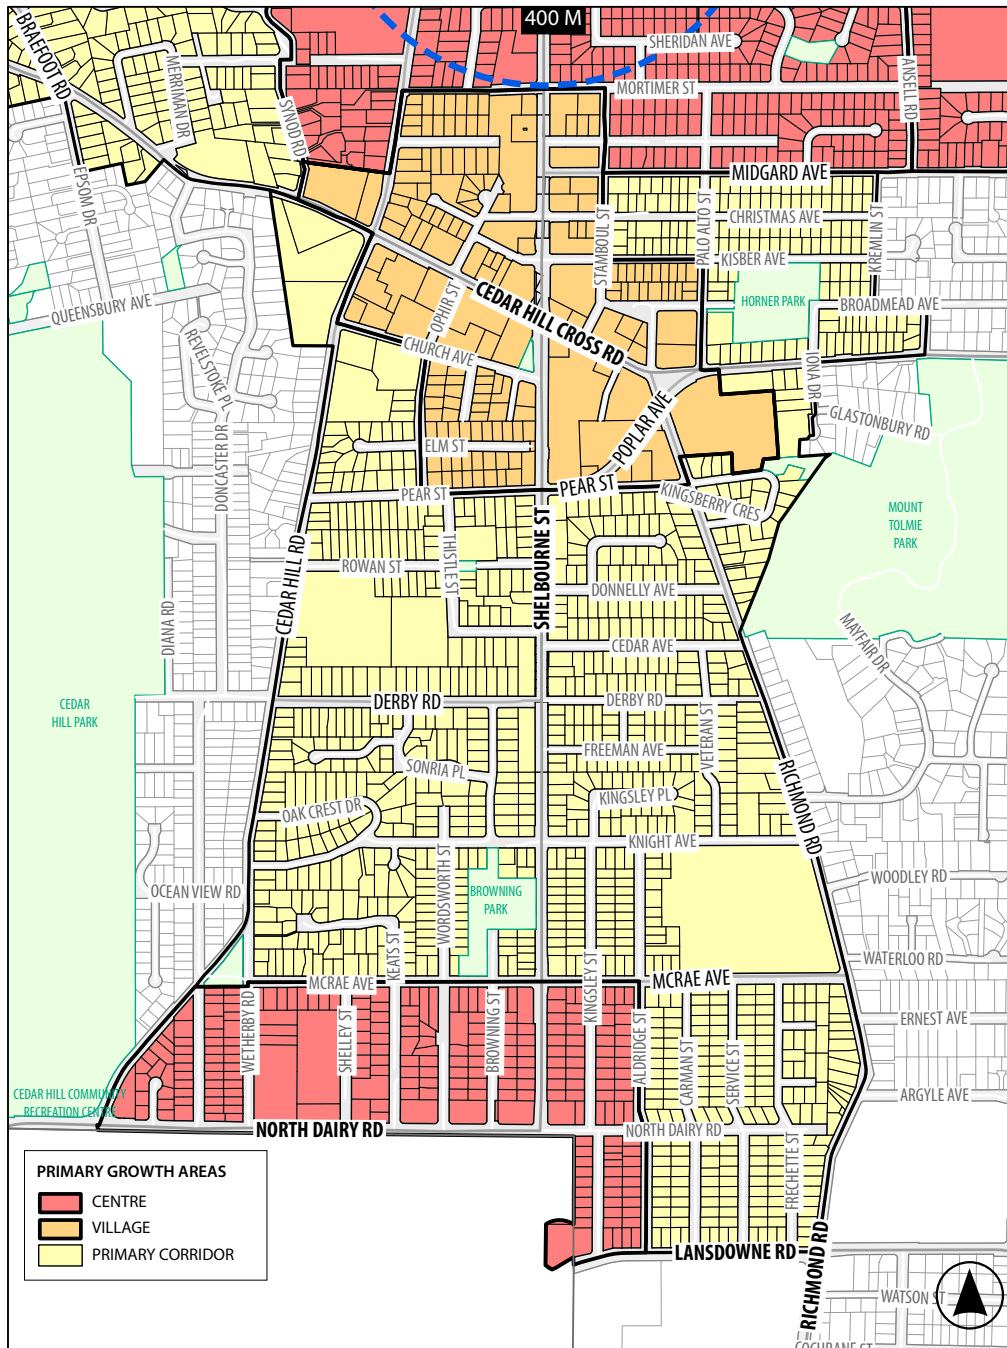 400 M
BRAEFOOT RD
MERRIMAN DR
SYNOD RD
SHERIDAN AVE
MORTIMER ST
ANSELL RD
MIDGARD AVE
EPSOM DR
STAMBOUL ST
PALO ALTO ST
CHRISTMAS AVE
KREMLIN ST
KISBER AVE
QUEENSBURY AVE
REVELSTOKE PL
OPHIR ST
CEDAR HILL CROSS RD
HORNER PARK
BROADMEAD AVE
CHURCH AVE
IONA DR
GLASTONBURY RD
POPLAR AVE
ELM ST
DONCASTER DR
PEAR ST
PEAR ST
KINGSBERRY CRES
MOUNT
TOLMIE
PARK
CEDAR HILL RD
ROWAN ST
THISTLE ST
SHELBOURNE ST
DONNELLY AVE
DIANA RD
CEDAR AVE
MAYFAIR DR
CEDAR
HILL PARK
DERBY RD
DERBY RD
VETERAN ST
FREEMAN AVE
SONRIA PL
KINGSLEY PL
RICHMOND RD
OAK CREST DR
KNIGHT AVE
OCEAN VIEW RD
WORDSWORTH ST
BROWNING
PARK
WOODLEY RD
KEATS ST
KINGSLEY ST
WATERLOO RD
MCRAE AVE
MCRAE AVE
WETHERBY RD
SHELLEY ST
BROWNING ST
ALDRIDGE ST
CARMAN ST
SERVICE ST
ERNEST AVE
ARGYLE AVE
CEDAR HILL COMMUNITY
RECREATION CENTRE
NORTH DAIRY RD
NORTH DAIRY RD
FRECHETTE ST
LANSDOWNE RD
RICHMOND RD
WATSON ST
COCHRANE ST
PRIMARY GROWTH AREAS
CENTRE
VILLAGE
PRIMARY CORRIDOR